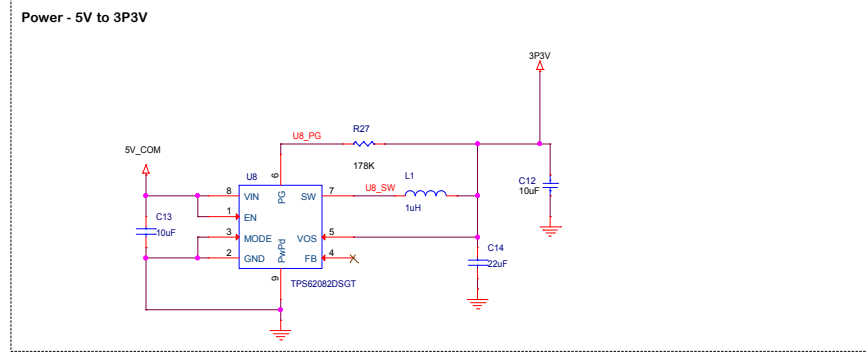 Power - 5V to 3P3V
3P3V
U8_PG
R27
178K
5V_COM
U8
6
PG
L1
C12
10uF
8
VIN
SW
7
U8_SW
1uH
1
EN
C13
10uF
3
MODE
VOS
5
2
GND
PwPd
FB
4
C14
22uF
9
TPS62082DSGT